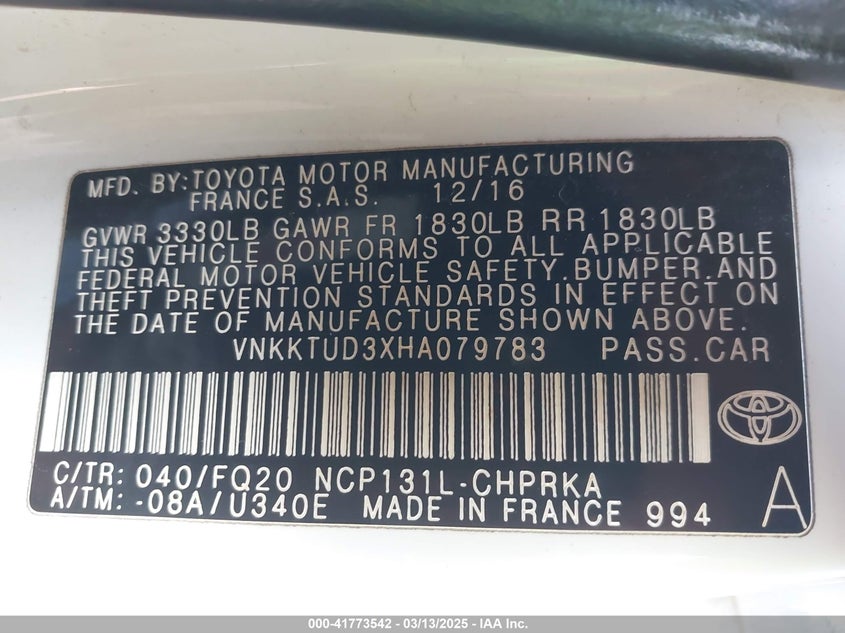 MFD. BY:TOYOTA MOTOR MANUFACTURING
FRANCE S.A.S. 12/16
GVWR 3330LB GAWR FR 1830LB RR 1830LB
THIS VEHICLE CONFORMS TO ALL APPLICABLE
FEDERAL MOTOR VEHICLE SAFETY.BUMPER.AND
THEFT PREVENTION STANDARDS IN EFFECT ON
THE DATE OF MANUFACTURE SHOWN ABOVE.
VNKKTUD3XHA079783 PASS.CAR
C/TR: 040/FQ20 NCP131L-CHPRKA
A/TM: -08A/U340E MADE IN FRANCE 994 A
000-41773542 - 03/13/2025 - IAA Inc.